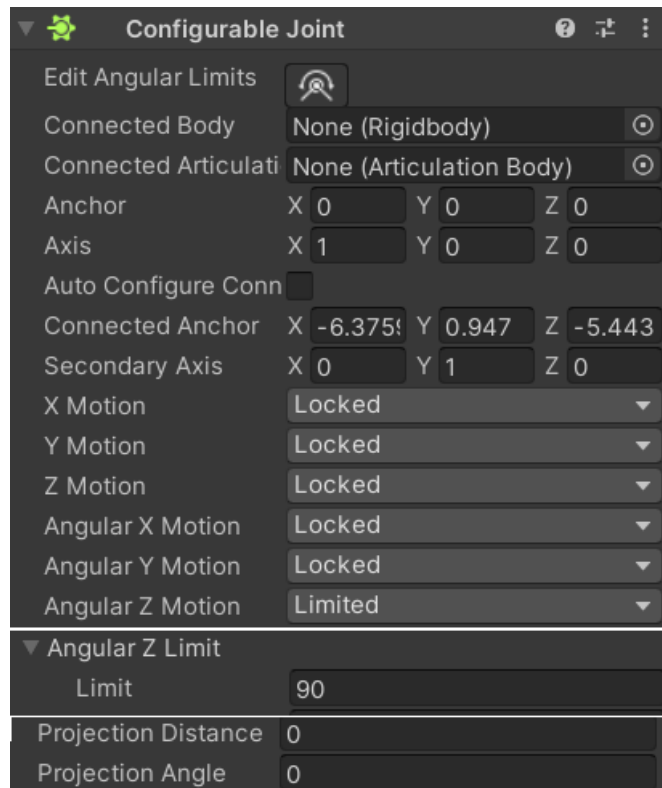 Configurable Joint
Edit Angular Limits
Connected Body None (Rigidbody)
Connected Articulati None (Articulation Body)
Anchor X 0 Y 0 Z 0
Axis X 1 Y 0 Z 0
Auto Configure Conn
Connected Anchor X -6.3759 Y 0.947 Z -5.443
Secondary Axis X 0 Y 1 Z 0
X Motion Locked
Y Motion Locked
Z Motion Locked
Angular X Motion Locked
Angular Y Motion Locked
Angular Z Motion Limited
Angular Z Limit
Limit 90
Projection Distance 0
Projection Angle 0